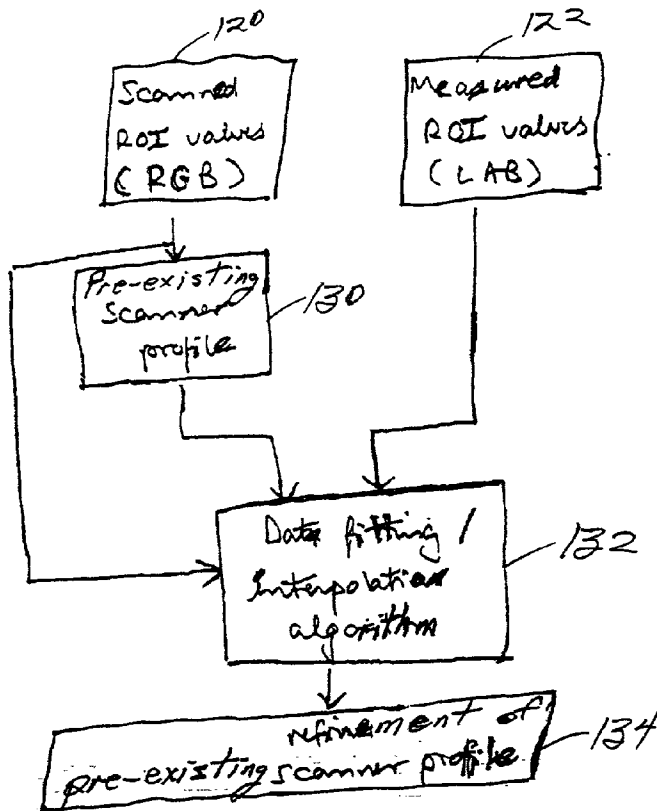 120
Scanned
ROI values
(RGB)
122
Measured
ROI values
(LAB)
Pre-existing
Scanner
profile
130
Data fitting /
interpolation
algorithm
132
refinement of
pre-existing scanner profile
134